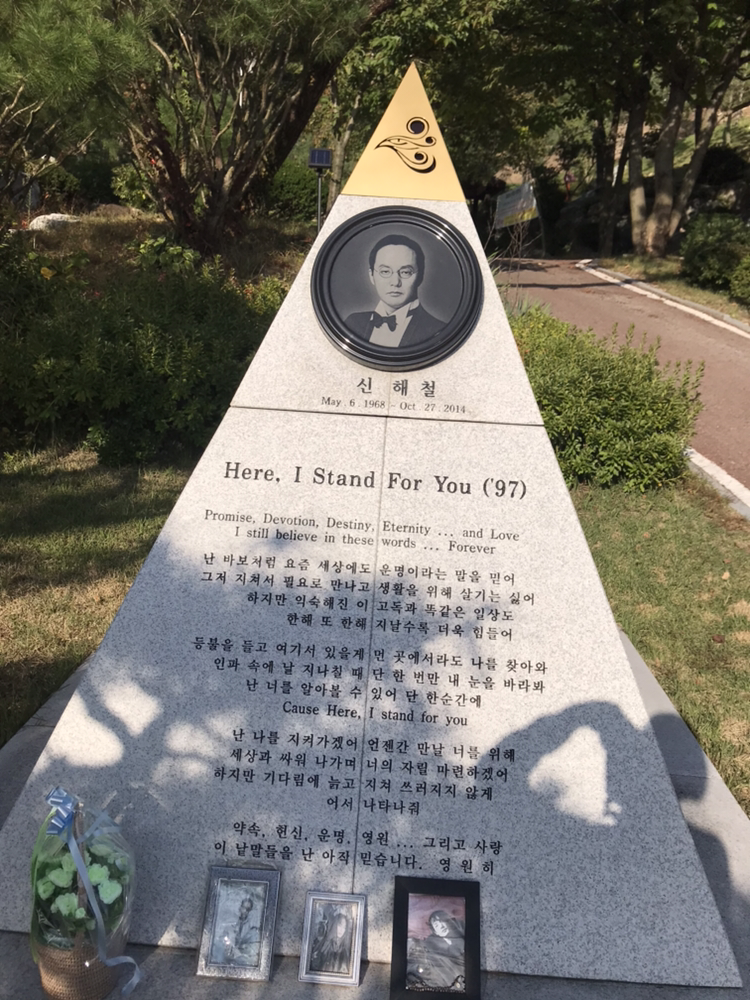 신 해 철
May . 6 . 1968 - Oct . 27 . 2014
Here, I Stand For You ('97)
Promise, Devotion, Destiny, Eternity ... and Love
I still believe in these words ... Forever
난 바보처럼 요즘 세상에도 운명이라는 말을 믿어
그저 지쳐서 필요로 만나고 생활을 위해 살기는 싫어
하지만 익숙해진 이 고독과 똑같은 일상도
한해 또 한해 지날수록 더욱 힘들어
등불을 들고 여기서 있을게 먼 곳에서라도 나를 찾아와
인파 속에 날 지나칠 때 단 한 번만 내 눈을 바라봐
난 너를 알아볼 수 있어 단 한순간에
Cause Here, I stand for you
난 나를 지켜가겠어 언젠간 만날 너를 위해
세상과 싸워 나가며 너의 자릴 마련하겠어
하지만 기다림에 늙고 지쳐 쓰러지지 않게
어서 나타나줘
약속, 헌신, 운명, 영원 ... 그리고 사랑
이 낱말들을 난 아직 믿습니다. 영 원 히